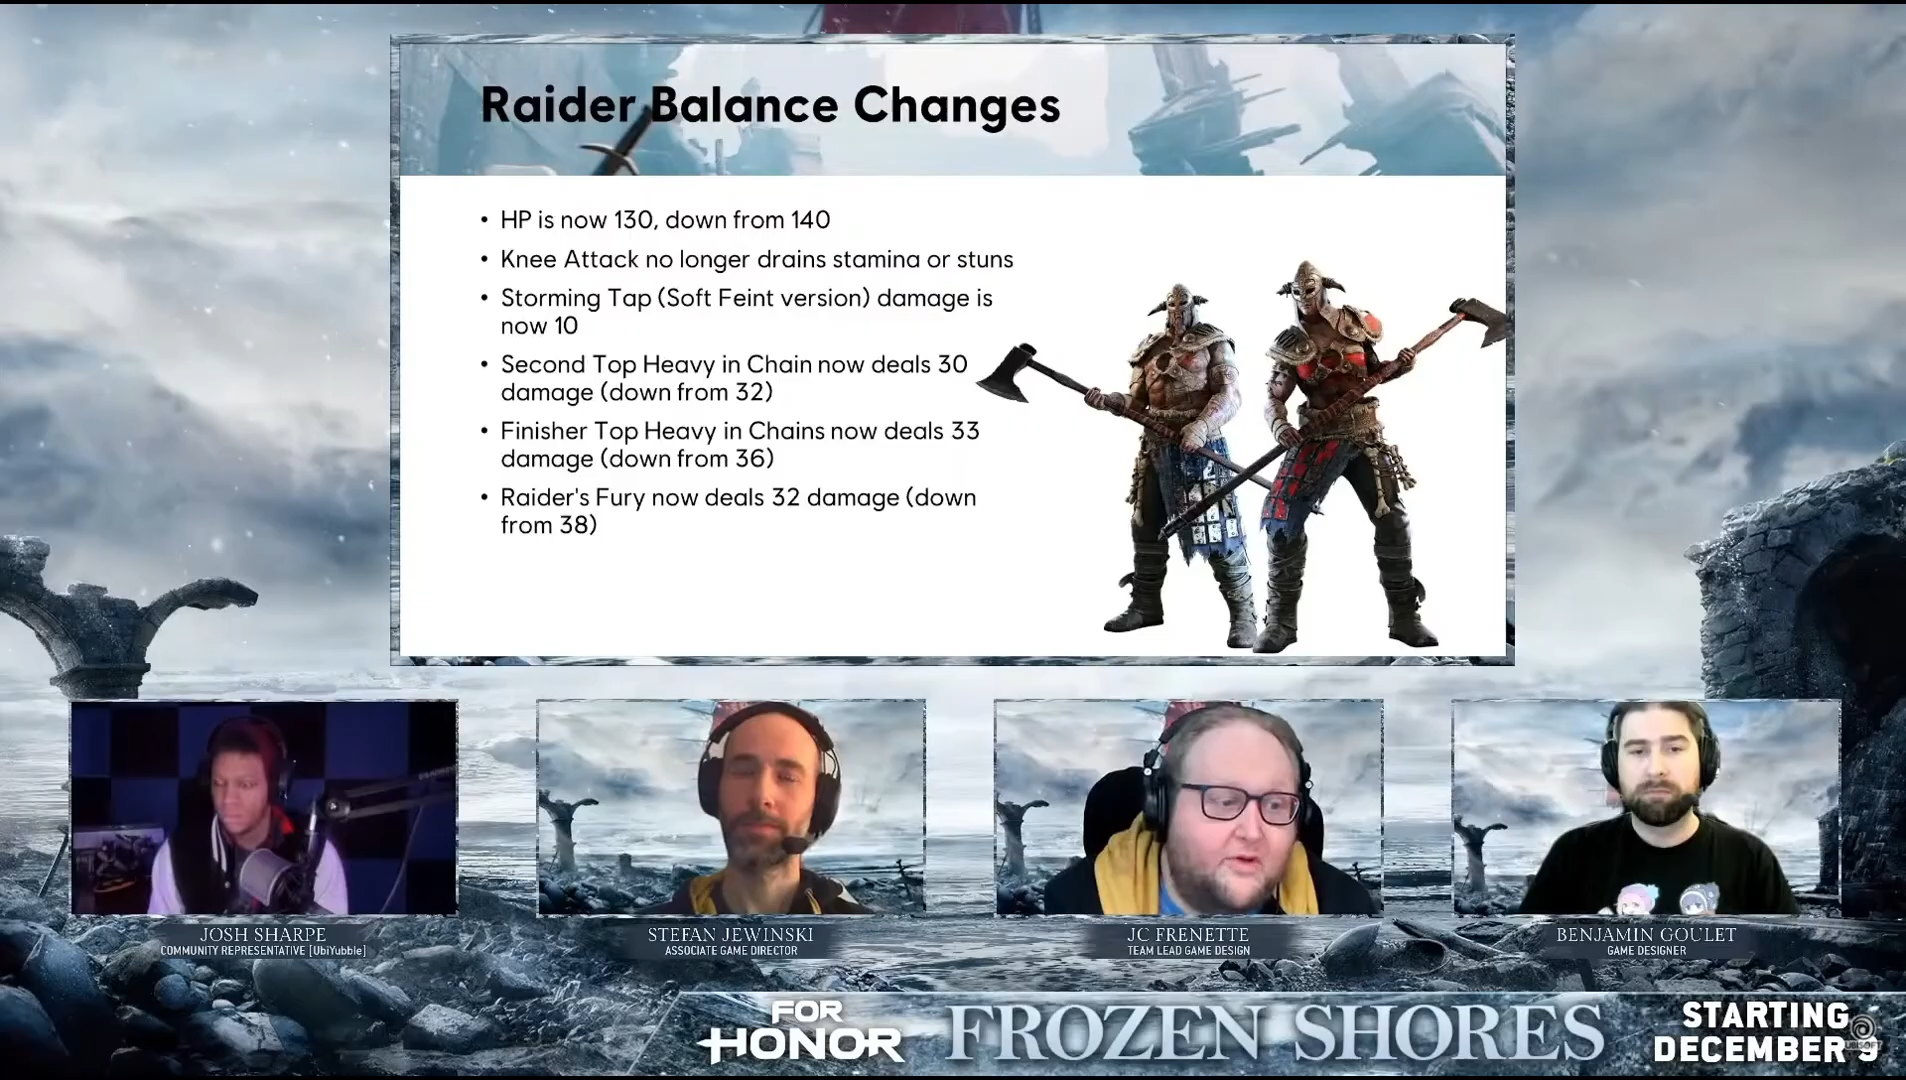 Raider Balance Changes
• HP is now 130, down from 140
• Knee Attack no longer drains stamina or stuns
• Storming Tap (Soft Feint version) damage is
now 10
• Second Top Heavy in Chain now deals 30
damage (down from 32)
• Finisher Top Heavy in Chains now deals 33
damage (down from 36)
• Raider's Fury now deals 32 damage (down
from 38)
JOSH SHARPE
COMMUNITY REPRESENTATIVE [UbiYubble]
STEFAN JEWINSKI
ASSOCIATE GAME DIRECTOR
JC FRENETTE
TEAM LEAD GAME DESIGN
BENJAMIN GOULET
GAME DESIGNER
FOR
HONOR
FROZEN SHORES
STARTING
DECEMBER 9
UBISOFT